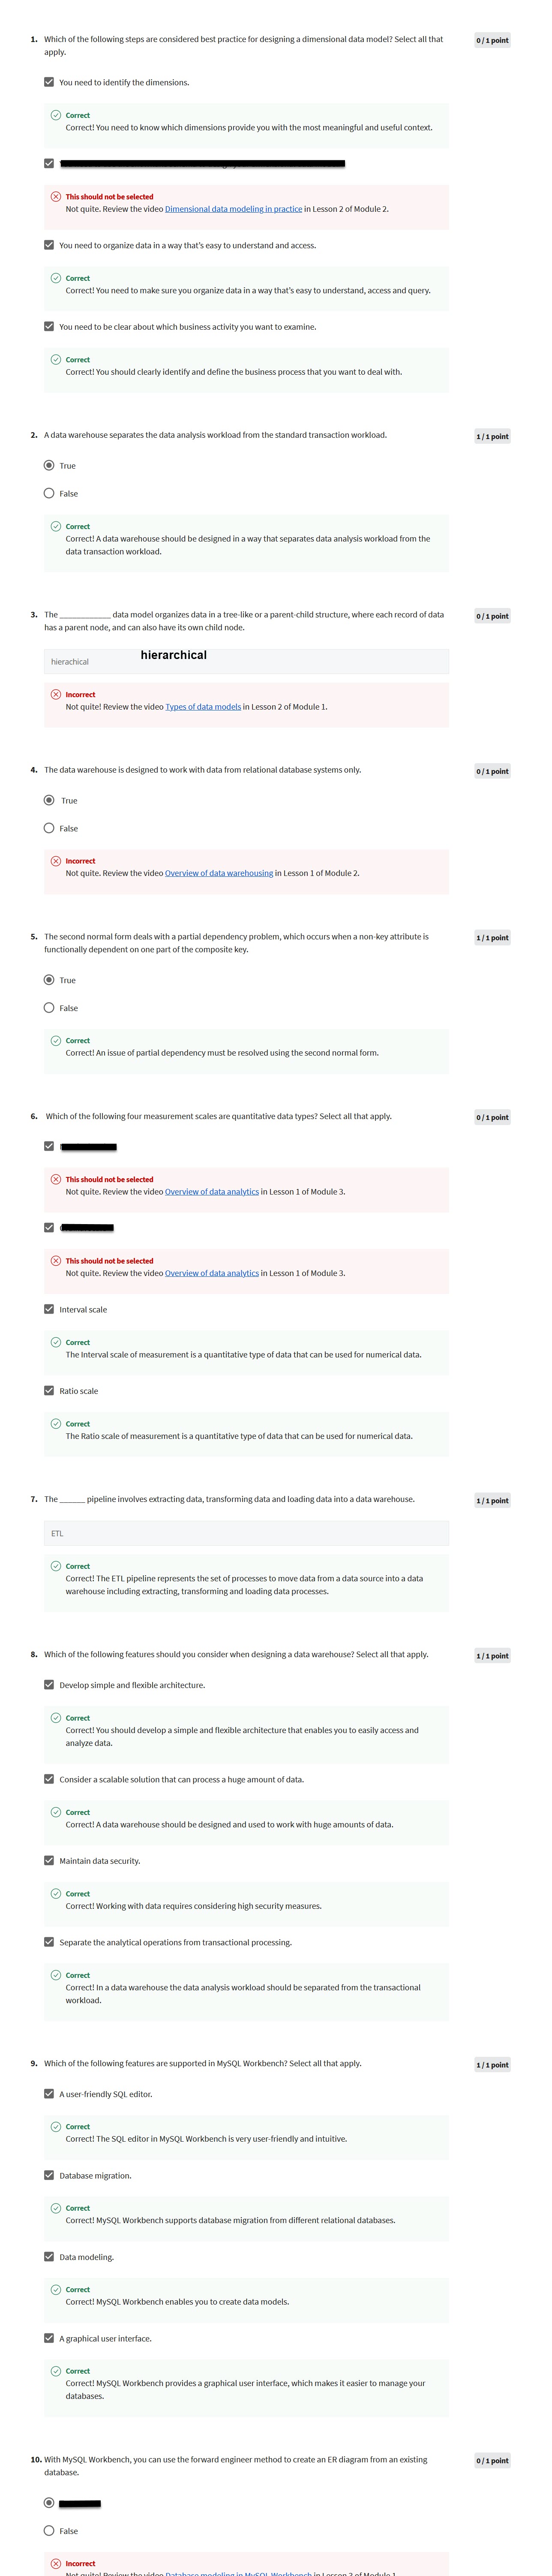 1. Which of the following steps are considered best practice for designing a dimensional data model? Select all that
apply.
0 / 1 point
You need to identify the dimensions.
Correct
Correct! You need to know which dimensions provide you with the most meaningful and useful context.
This should not be selected
Not quite. Review the video Dimensional data modeling in practice in Lesson 2 of Module 2.
You need to organize data in a way that's easy to understand and access.
Correct
Correct! You need to make sure you organize data in a way that's easy to understand, access and query.
You need to be clear about which business activity you want to examine.
Correct
Correct! You should clearly identify and define the business process that you want to deal with.
2. A data warehouse separates the data analysis workload from the standard transaction workload.
1 / 1 point
True
False
Correct
Correct! A data warehouse should be designed in a way that separates data analysis workload from the
data transaction workload.
3. The ____________ data model organizes data in a tree-like or a parent-child structure, where each record of data
has a parent node, and can also have its own child node.
0 / 1 point
hierachical
hierarchical
Incorrect
Not quite! Review the video Types of data models in Lesson 2 of Module 1.
4. The data warehouse is designed to work with data from relational database systems only.
0 / 1 point
True
False
Incorrect
Not quite. Review the video Overview of data warehousing in Lesson 1 of Module 2.
5. The second normal form deals with a partial dependency problem, which occurs when a non-key attribute is
functionally dependent on one part of the composite key.
1 / 1 point
True
False
Correct
Correct! An issue of partial dependency must be resolved using the second normal form.
6. Which of the following four measurement scales are quantitative data types? Select all that apply.
0 / 1 point
This should not be selected
Not quite. Review the video Overview of data analytics in Lesson 1 of Module 3.
This should not be selected
Not quite. Review the video Overview of data analytics in Lesson 1 of Module 3.
Interval scale
Correct
The Interval scale of measurement is a quantitative type of data that can be used for numerical data.
Ratio scale
Correct
The Ratio scale of measurement is a quantitative type of data that can be used for numerical data.
7. The ______ pipeline involves extracting data, transforming data and loading data into a data warehouse.
1 / 1 point
ETL
Correct
Correct! The ETL pipeline represents the set of processes to move data from a data source into a data
warehouse including extracting, transforming and loading data processes.
8. Which of the following features should you consider when designing a data warehouse? Select all that apply.
1 / 1 point
Develop simple and flexible architecture.
Correct
Correct! You should develop a simple and flexible architecture that enables you to easily access and
analyze data.
Consider a scalable solution that can process a huge amount of data.
Correct
Correct! A data warehouse should be designed and used to work with huge amounts of data.
Maintain data security.
Correct
Correct! Working with data requires considering high security measures.
Separate the analytical operations from transactional processing.
Correct
Correct! In a data warehouse the data analysis workload should be separated from the transactional
workload.
9. Which of the following features are supported in MySQL Workbench? Select all that apply.
1 / 1 point
A user-friendly SQL editor.
Correct
Correct! The SQL editor in MySQL Workbench is very user-friendly and intuitive.
Database migration.
Correct
Correct! MySQL Workbench supports database migration from different relational databases.
Data modeling.
Correct
Correct! MySQL Workbench enables you to create data models.
A graphical user interface.
Correct
Correct! MySQL Workbench provides a graphical user interface, which makes it easier to manage your
databases.
10. With MySQL Workbench, you can use the forward engineer method to create an ER diagram from an existing
database.
0 / 1 point
False
Incorrect
Not quite! Review the video Database modeling in MySQL Workbench in Lesson 3 of Module 1.